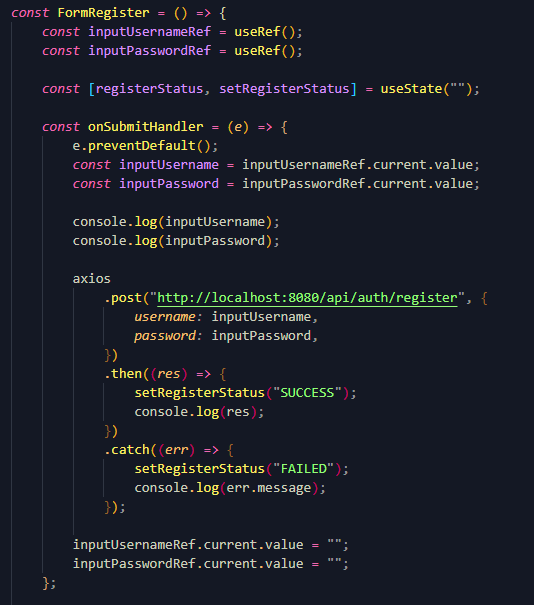 const FormRegister = () => {
const inputUsernameRef = useRef();
const inputPasswordRef = useRef();
const [registerStatus, setRegisterStatus] = useState("");
const onSubmitHandler = (e) => {
e.preventDefault();
const inputUsername = inputUsernameRef.current.value;
const inputPassword = inputPasswordRef.current.value;
console.log(inputUsername);
console.log(inputPassword);
axios
.post("http://localhost:8080/api/auth/register", {
username: inputUsername,
password: inputPassword,
})
.then((res) => {
setRegisterStatus("SUCCESS");
console.log(res);
})
.catch((err) => {
setRegisterStatus("FAILED");
console.log(err.message);
});
inputUsernameRef.current.value = "";
inputPasswordRef.current.value = "";
};